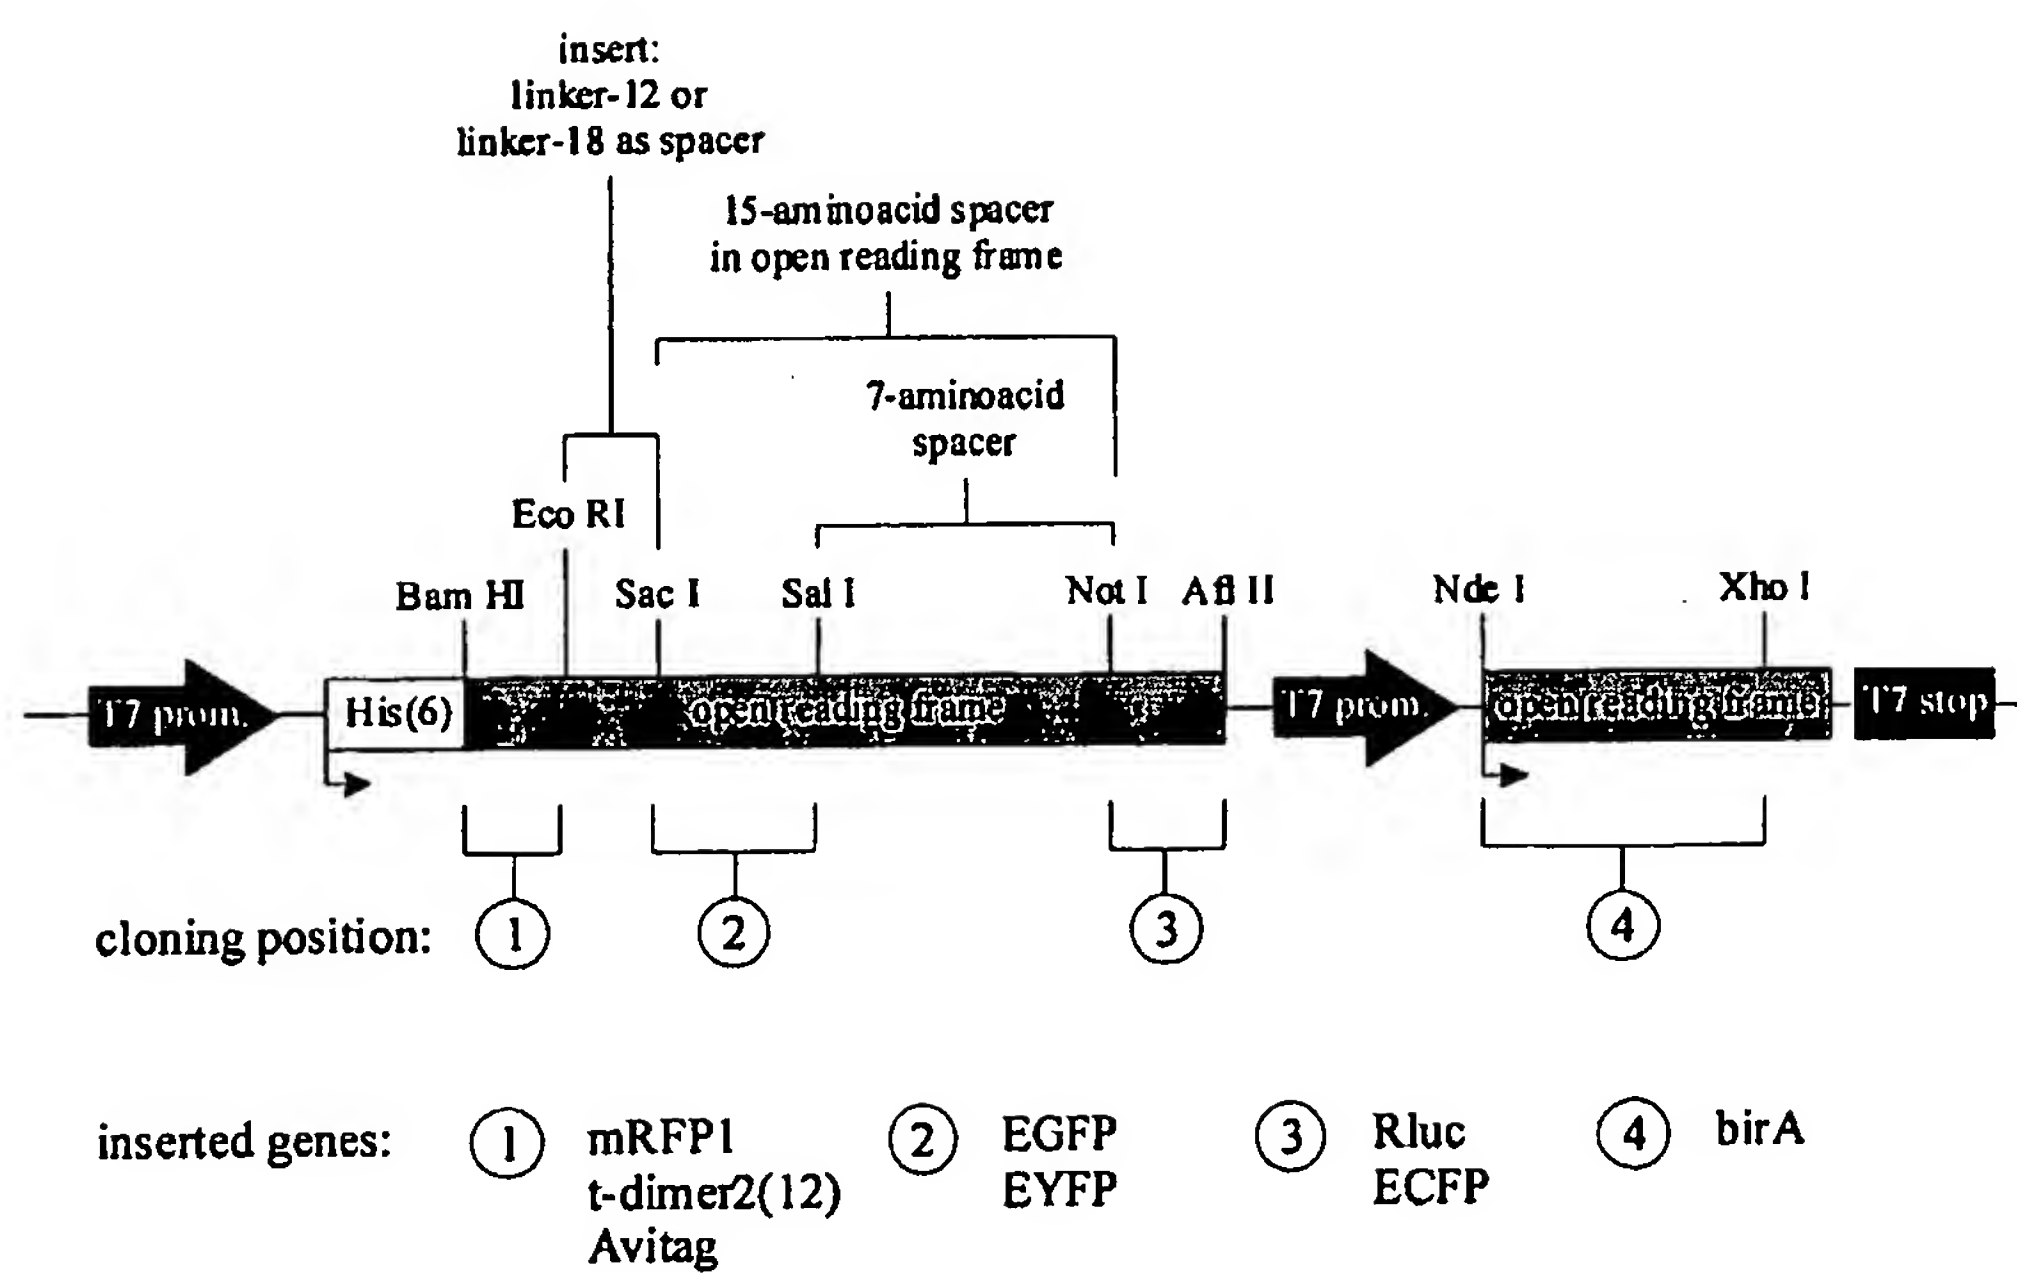 insert:
linker-12 or
linker-18 as spacer
15-aminoacid spacer
in open reading frame
7-aminoacid
spacer
Eco RI
Bam HI Sac I Sal I Not I Afl II Nde I Xho I
T7 prom. His(6) open reading frame T7 prom. open reading frame T7 stop
cloning position: 1 2 3 4
inserted genes: 1 mRFP1 2 EGFP 3 Rluc 4 birA
t-dimer2(12) EYFP ECFP
Avitag